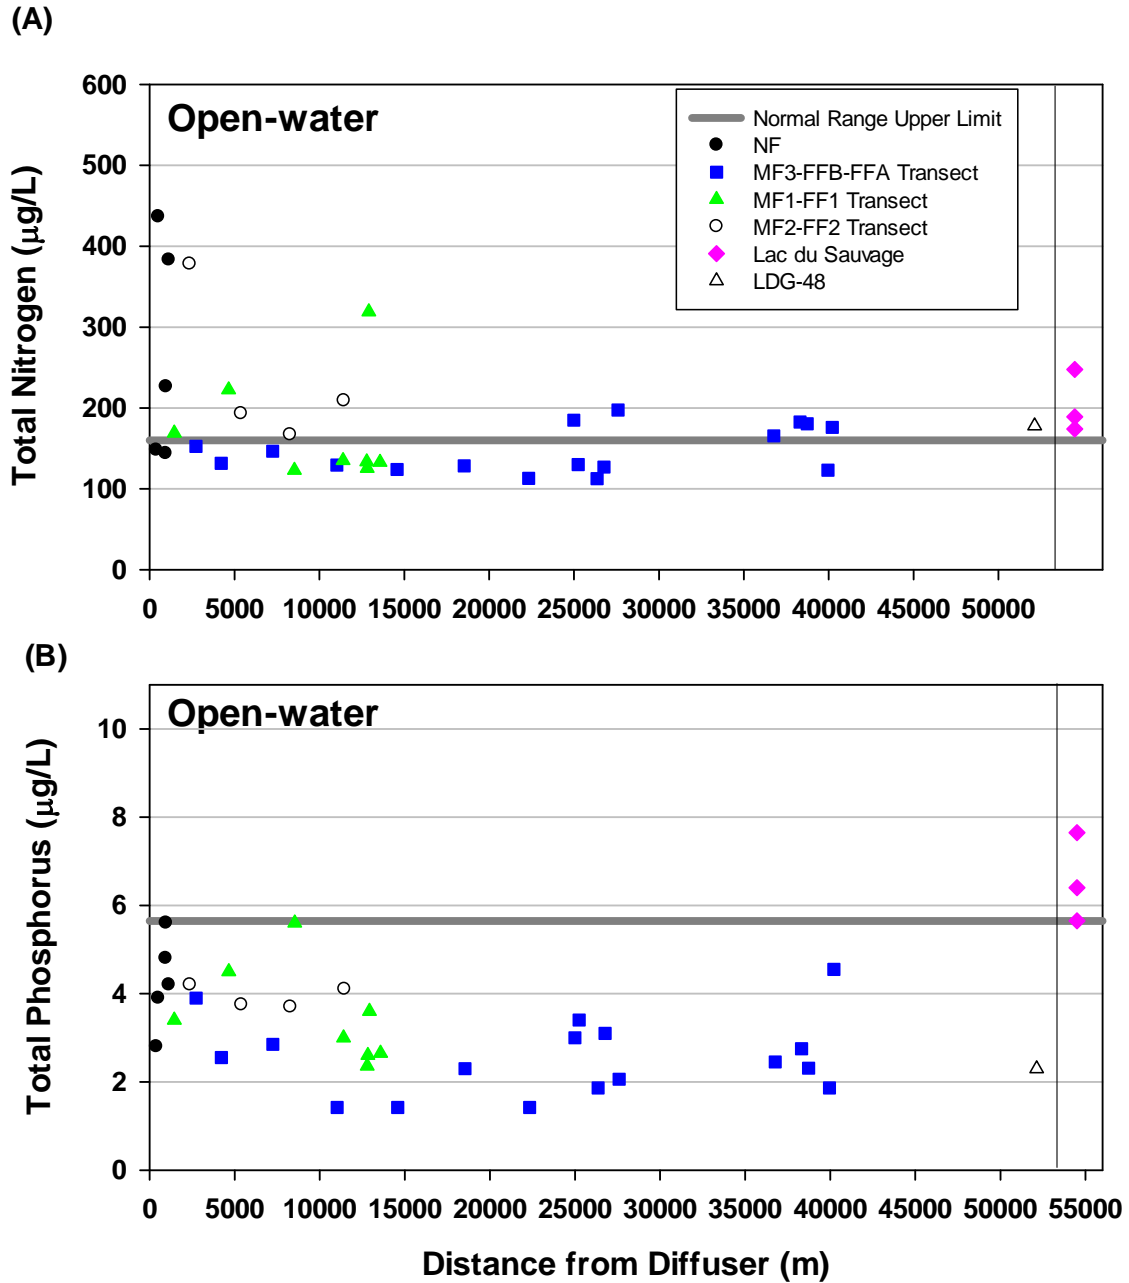 (A)
Open-water
Total Nitrogen (µg/L)
600
500
400
300
200
100
0
Normal Range Upper Limit
NF
MF3-FFB-FFA Transect
MF1-FF1 Transect
MF2-FF2 Transect
Lac du Sauvage
LDG-48
0 5000 10000 15000 20000 25000 30000 35000 40000 45000 50000
(B)
Open-water
Total Phosphorus (µg/L)
10
8
6
4
2
0
0 5000 10000 15000 20000 25000 30000 35000 40000 45000 50000 55000
Distance from Diffuser (m)